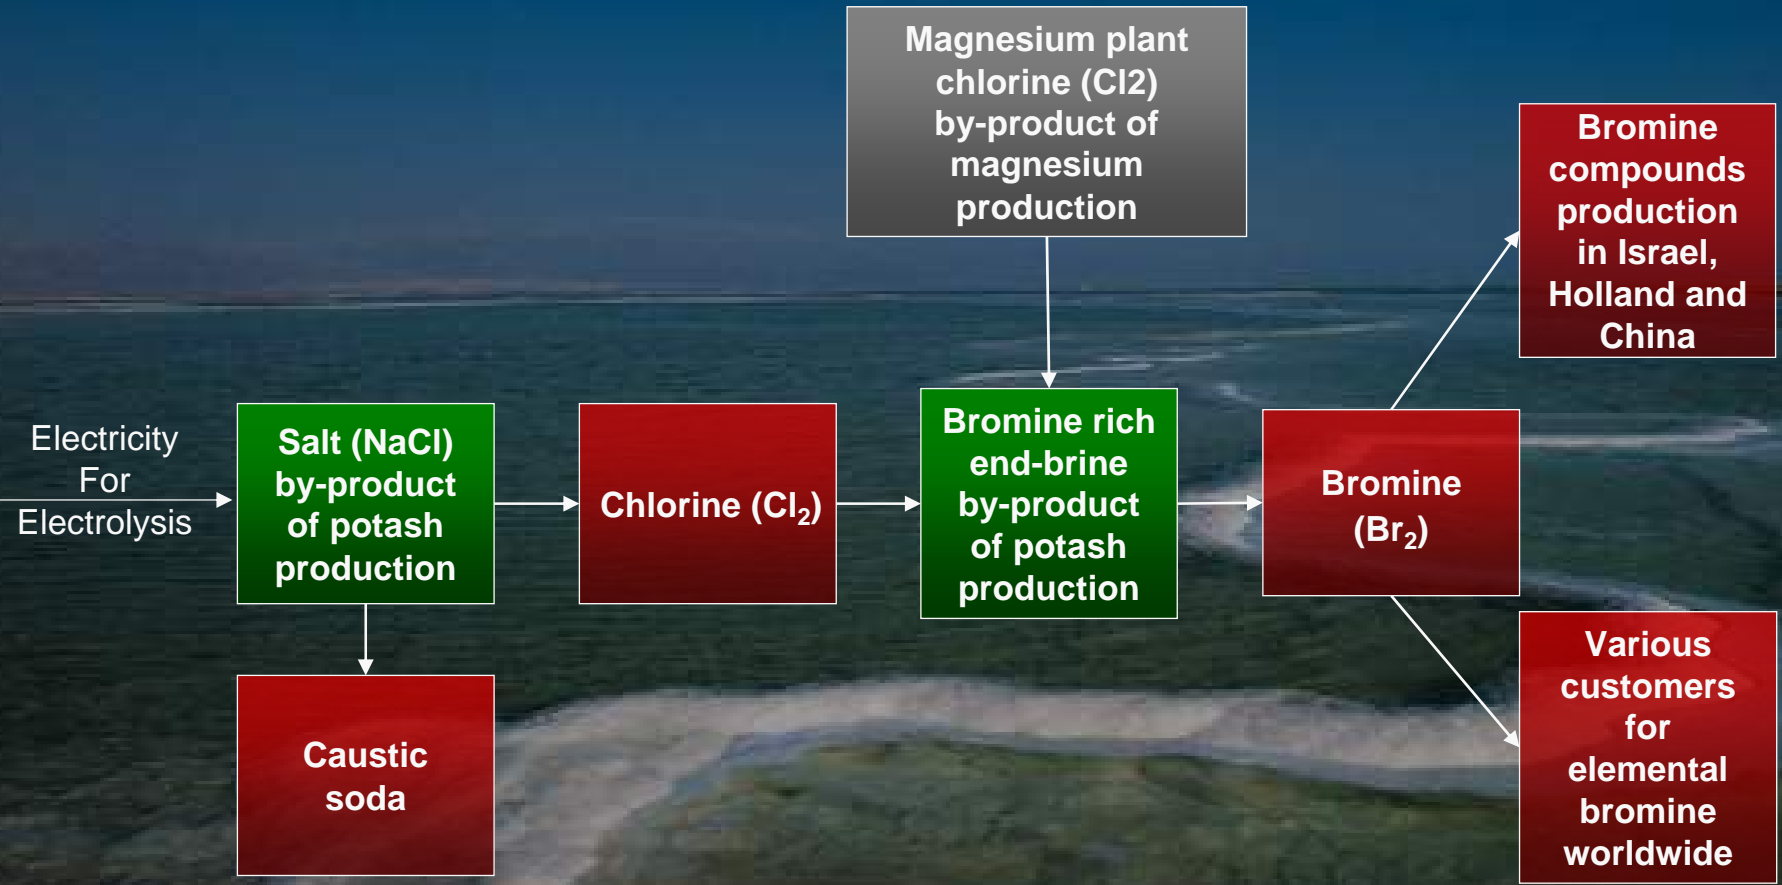 Magnesium plant
chlorine (Cl2)
by-product of
magnesium
production
Bromine
compounds
production
in Israel,
Holland and
China
Electricity
For
Electrolysis
Salt (NaCl)
by-product
of potash
production
Chlorine (Cl₂)
Bromine rich
end-brine
by-product
of potash
production
Bromine
(Br₂)
Caustic
soda
Various
customers
for
elemental
bromine
worldwide